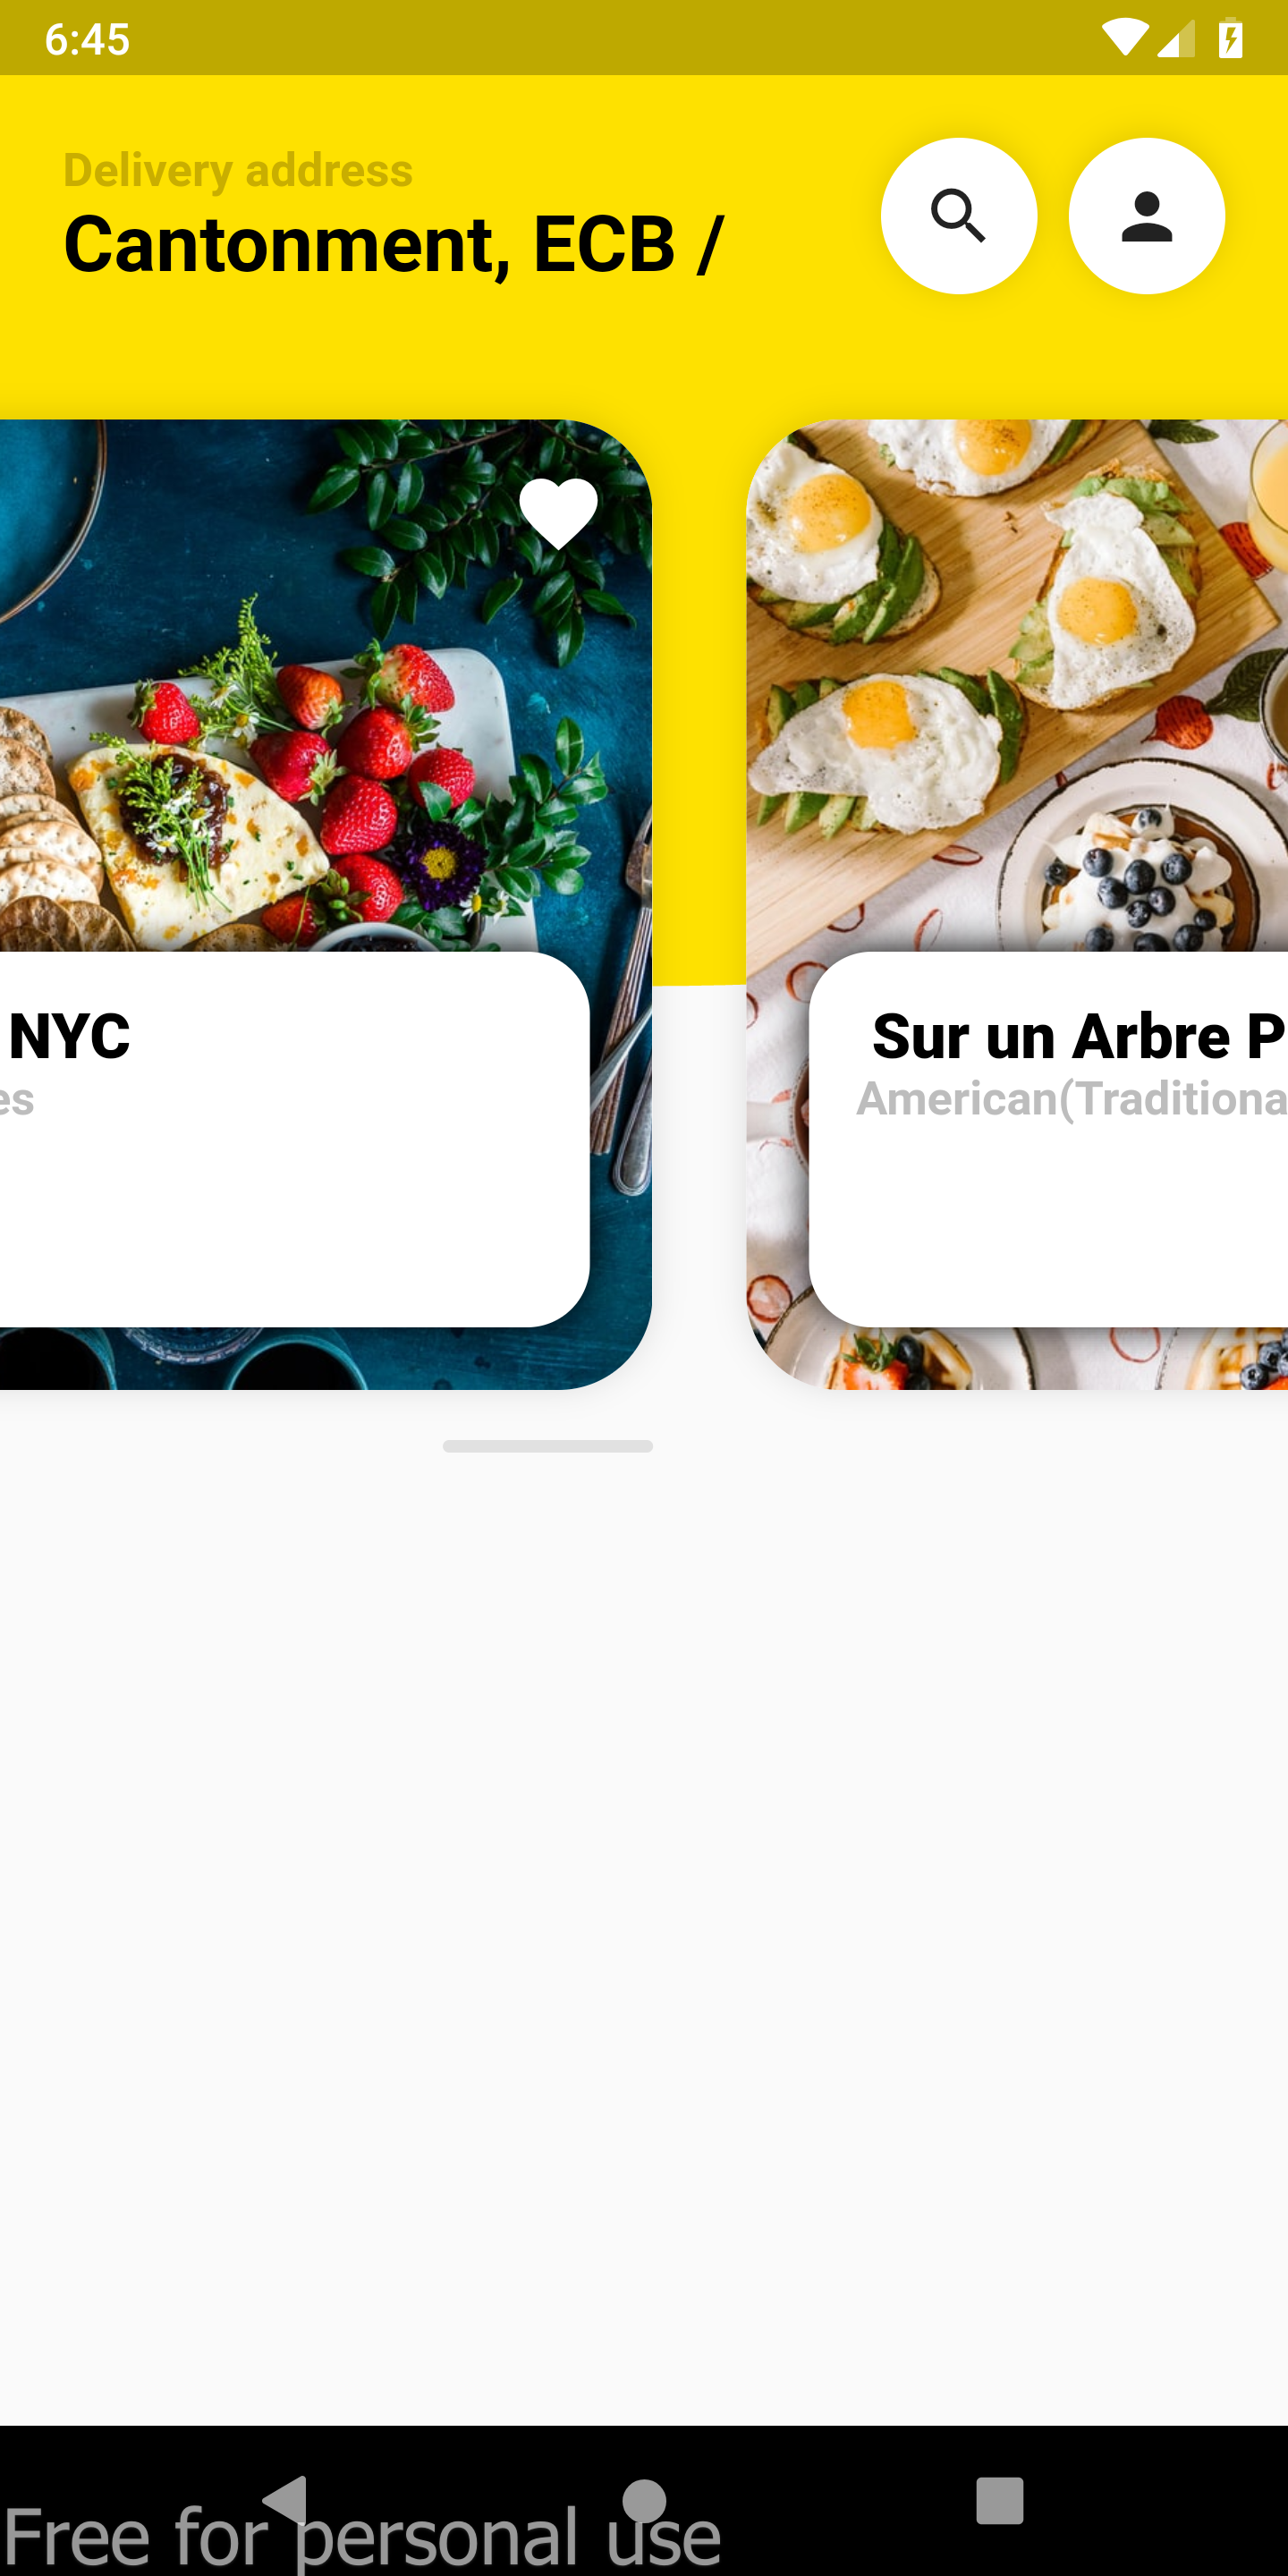 6:45
Delivery address
Cantonment, ECB /
NYC
es
Sur un Arbre P
American(Traditiona
Free for personal use